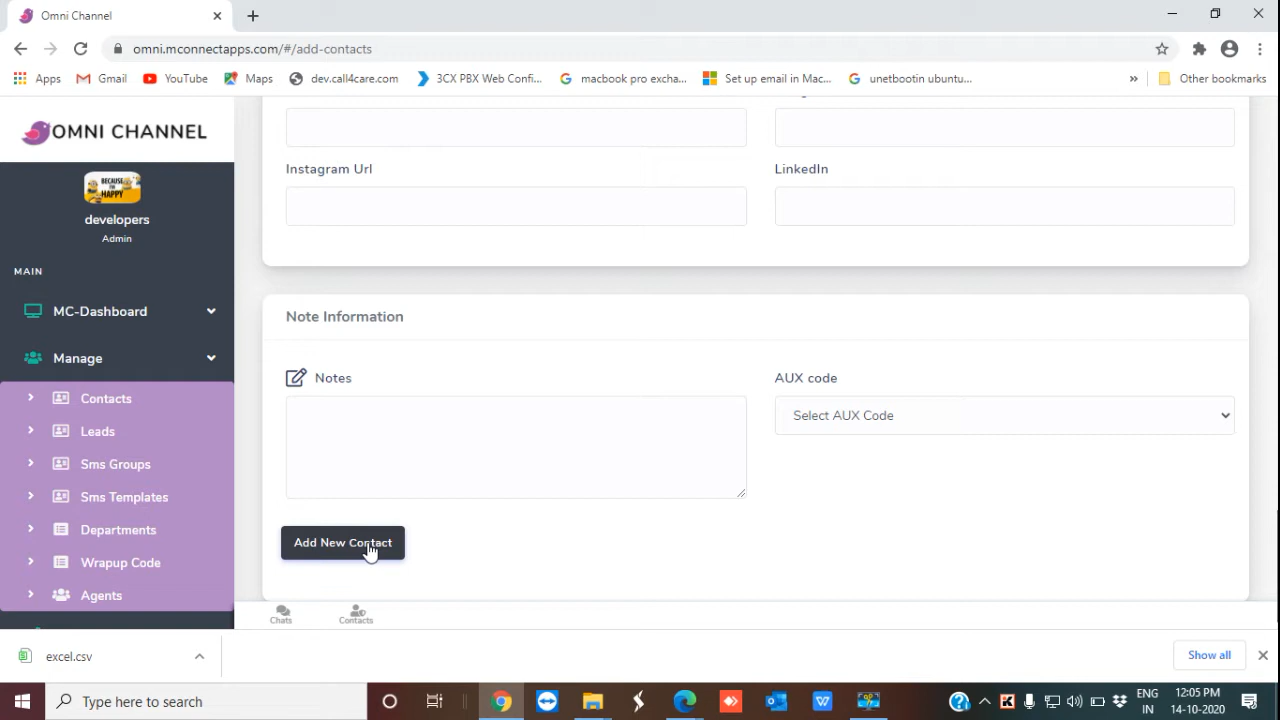 Omni Channel
omni.mconnectapps.com/#/add-contacts
Apps
Gmail
YouTube
Maps
dev.call4care.com
3CX PBX Web Confi...
macbook pro excha...
Set up email in Mac...
unetbootin ubuntu...
»
Other bookmarks
OMNI CHANNEL
BECAUSE
HAPPY
developers
Admin
MAIN
MC-Dashboard
Manage
Contacts
Leads
Sms Groups
Sms Templates
Departments
Wrapup Code
Agents
Instagram Url
LinkedIn
Note Information
Notes
AUX code
Select AUX Code
Add New Contact
Chats
Contacts
excel.csv
Show all
Type here to search
ENG
IN
12:05 PM
14-10-2020